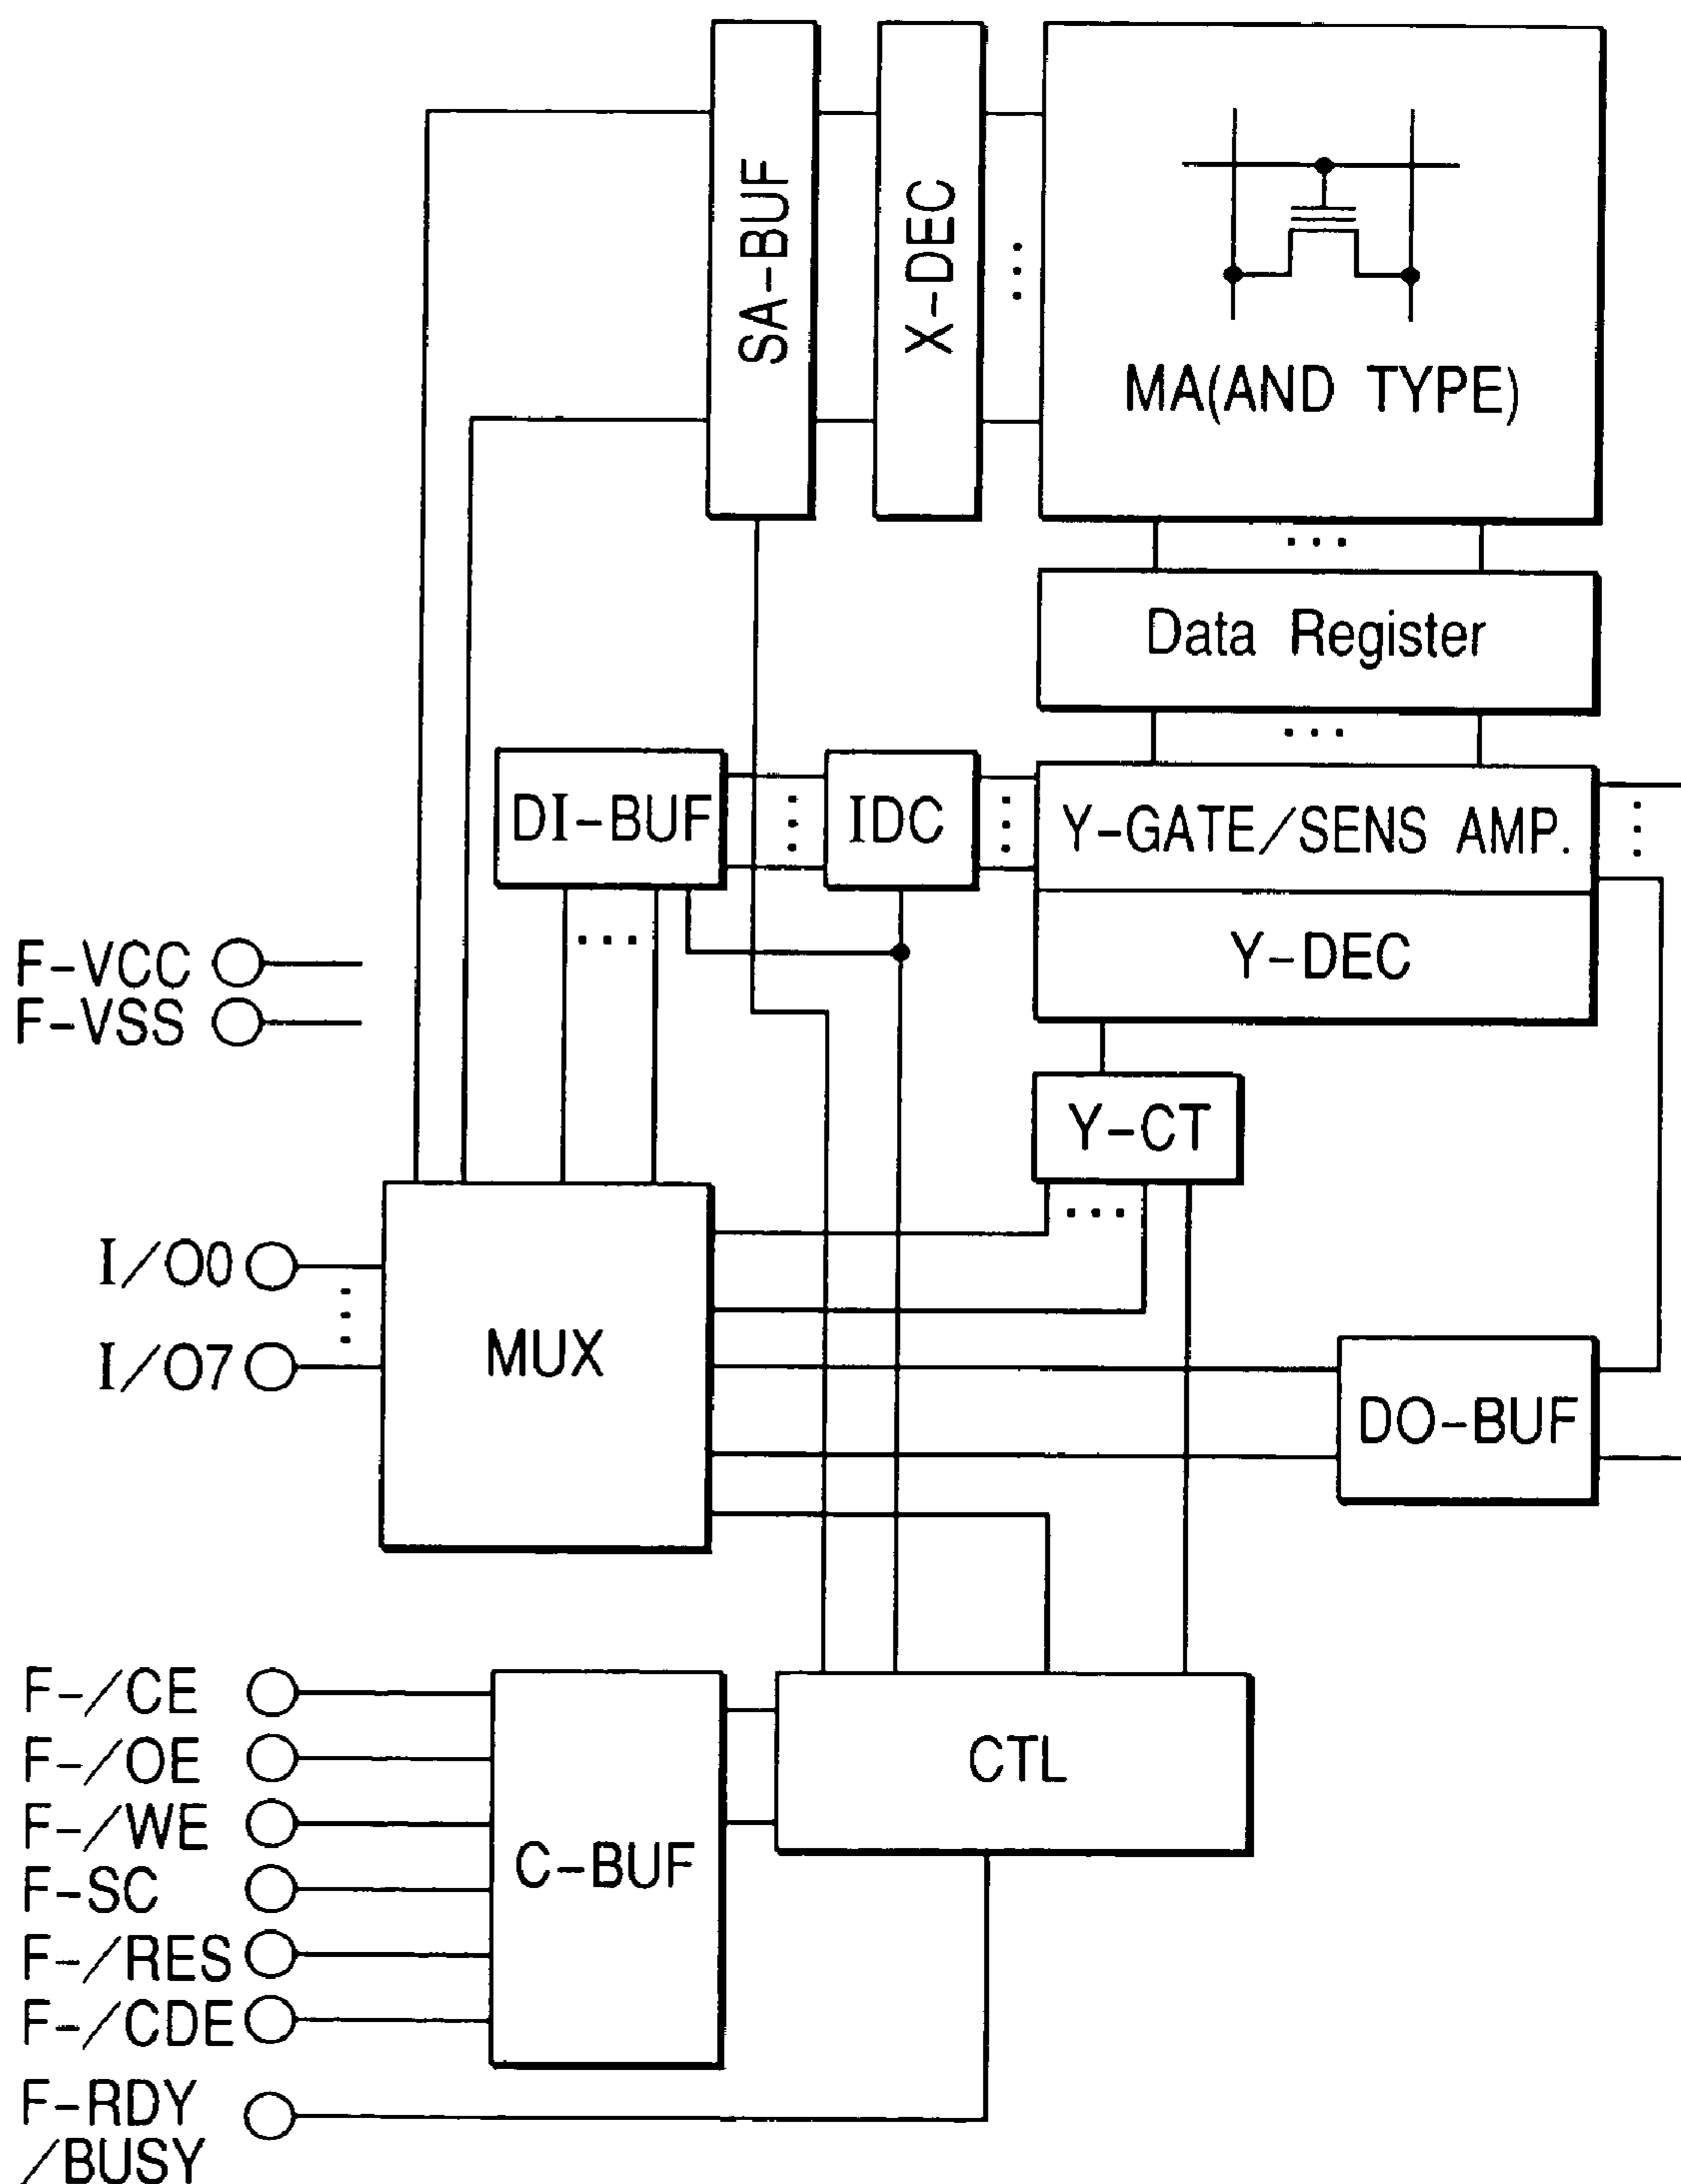 SA-BUF
X-DEC
MA(AND TYPE)
Data Register
DI-BUF
IDC
Y-GATE/SENS AMP.
Y-DEC
F-VCC
F-VSS
Y-CT
I/O0
I/O7
MUX
DO-BUF
F-/CE
F-/OE
F-/WE
F-SC
F-/RES
F-/CDE
F-RDY
/BUSY
C-BUF
CTL